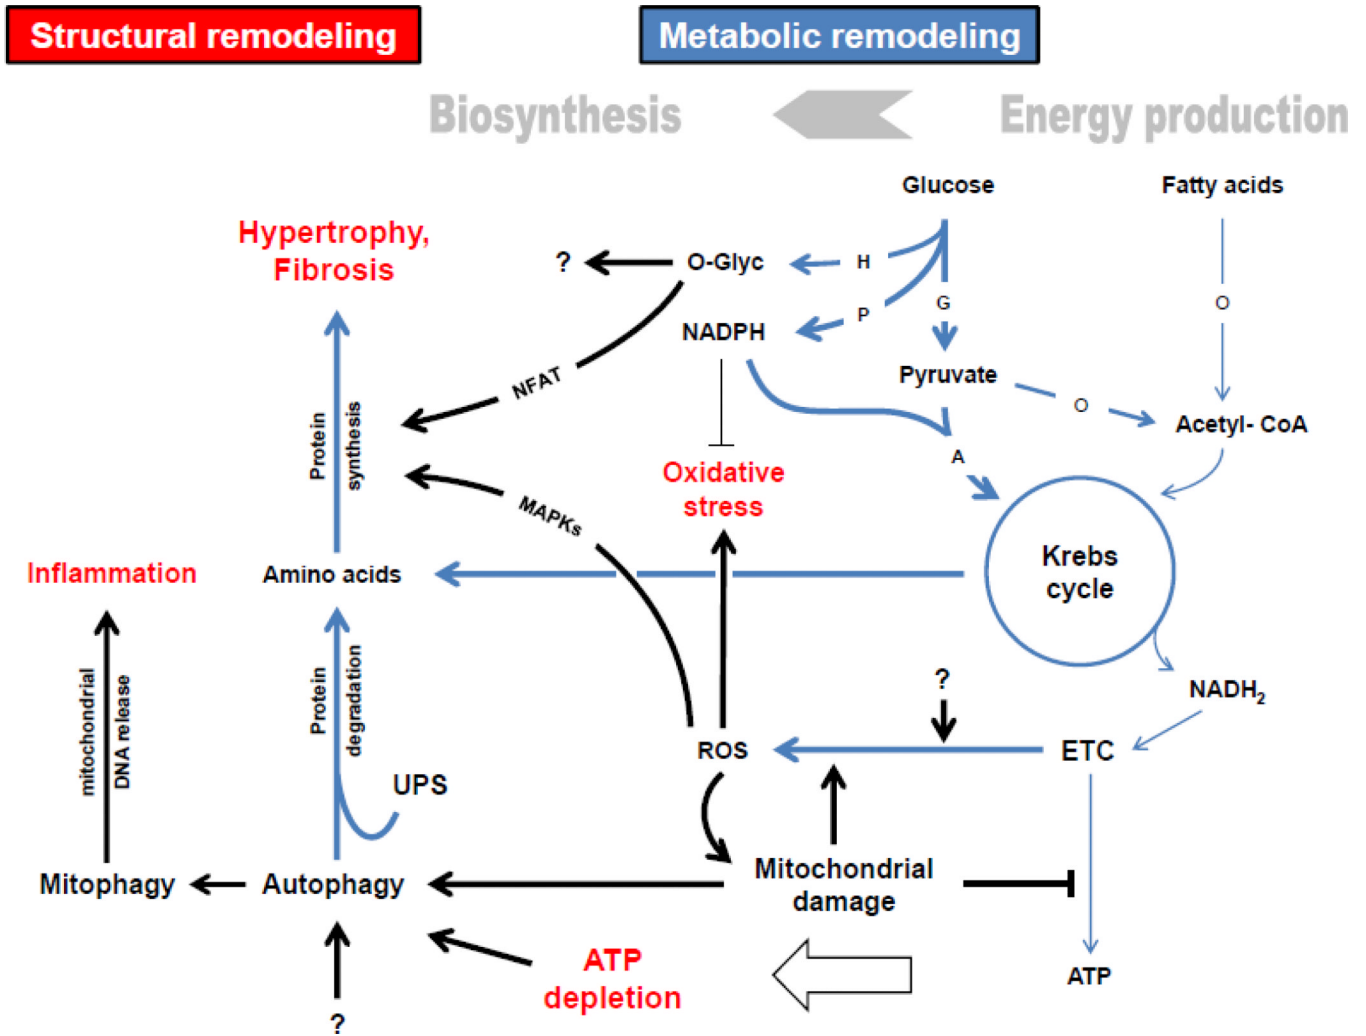 Structural remodeling
Metabolic remodeling
Biosynthesis
Energy production
Glucose
Fatty acids
Hypertrophy,
Fibrosis
?
O-Glyc
H
P
G
O
NADPH
NFAT
Pyruvate
O
Acetyl- CoA
A
Protein
synthesis
Oxidative
stress
MAPKs
Inflammation
Amino acids
Krebs
cycle
mitochondrial
DNA release
Protein
degradation
?
NADH2
ROS
ETC
UPS
Mitophagy
Autophagy
Mitochondrial
damage
ATP
depletion
ATP
?